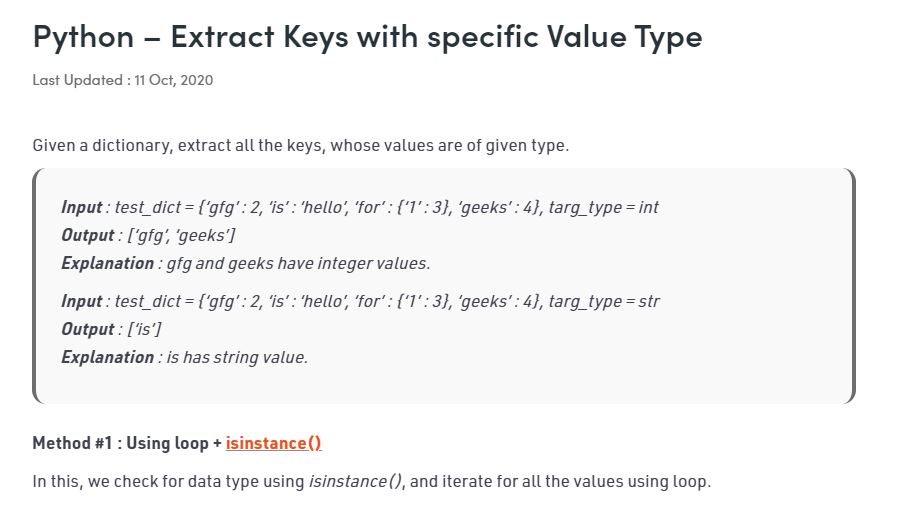 Python – Extract Keys with specific Value Type
Last Updated : 11 Oct, 2020
Given a dictionary, extract all the keys, whose values are of given type.
Input : test_dict = {‘gfg’ : 2, ‘is’ : ‘hello’, ‘for’ : {‘1’ : 3}, ‘geeks’ : 4}, targ_type = int
Output : [‘gfg’, ‘geeks’]
Explanation : gfg and geeks have integer values.
Input : test_dict = {‘gfg’ : 2, ‘is’ : ‘hello’, ‘for’ : {‘1’ : 3}, ‘geeks’ : 4}, targ_type = str
Output : [‘is’]
Explanation : is has string value.
Method #1 : Using loop + isinstance()
In this, we check for data type using isinstance(), and iterate for all the values using loop.